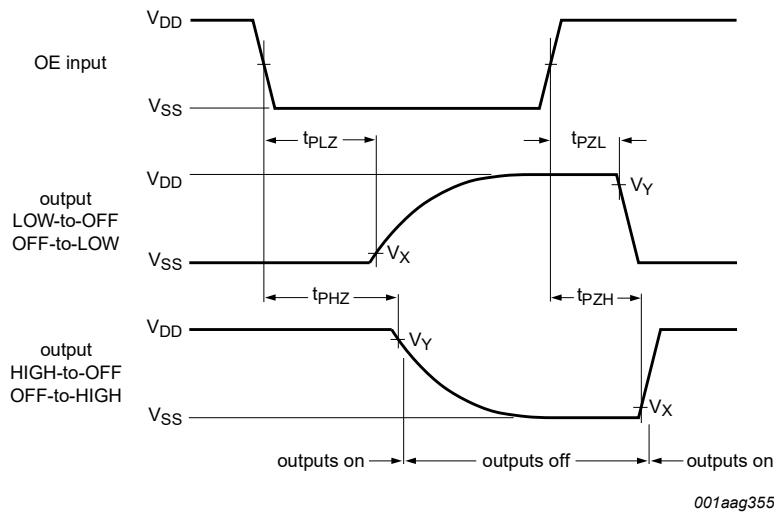 VDD
OE input
VSS
tPLZ
tPZL
VDD
VY
output
LOW-to-OFF
OFF-to-LOW
VX
VSS
tPHZ
tPZH
VDD
VY
output
HIGH-to-OFF
OFF-to-HIGH
VX
VSS
outputs on
outputs off
outputs on
001aag355